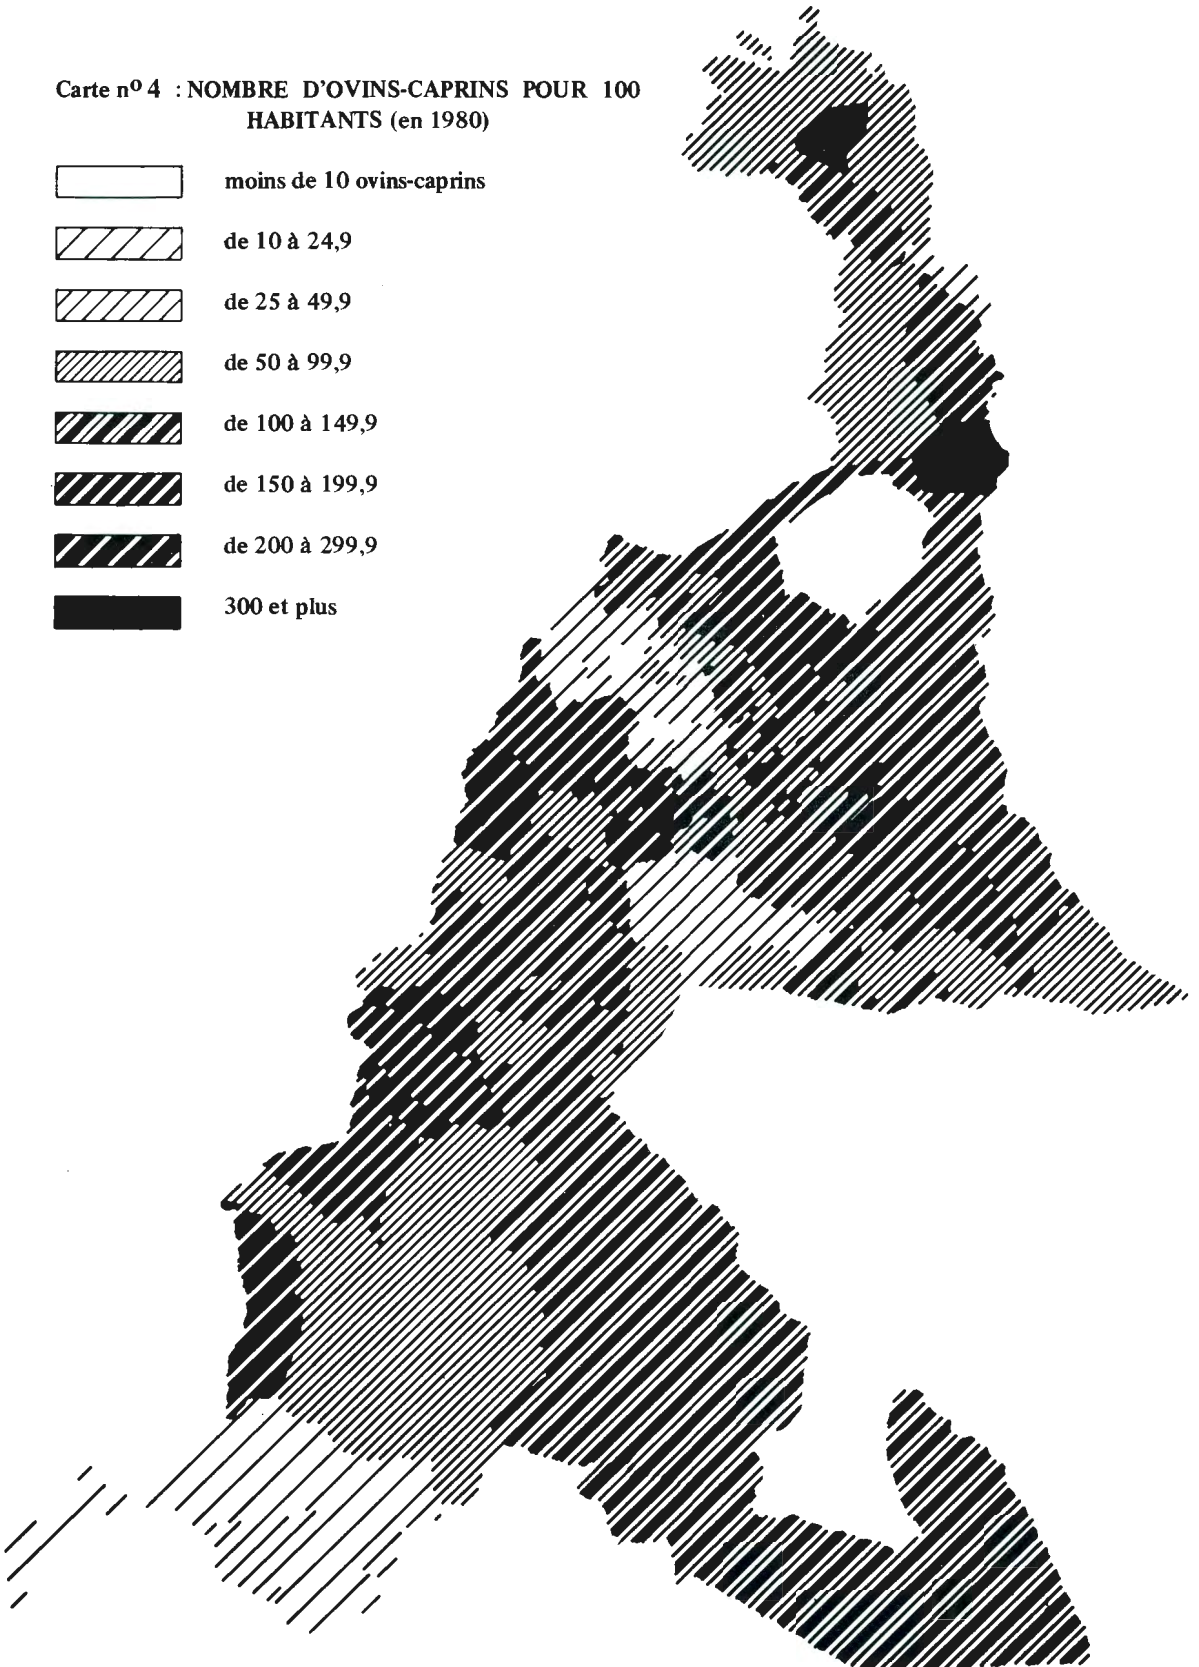 Carte nº 4 : NOMBRE D'OVINS-CAPRINS POUR 100
HABITANTS (en 1980)
moins de 10 ovins-caprins
de 10 à 24,9
de 25 à 49,9
de 50 à 99,9
de 100 à 149,9
de 150 à 199,9
de 200 à 299,9
300 et plus